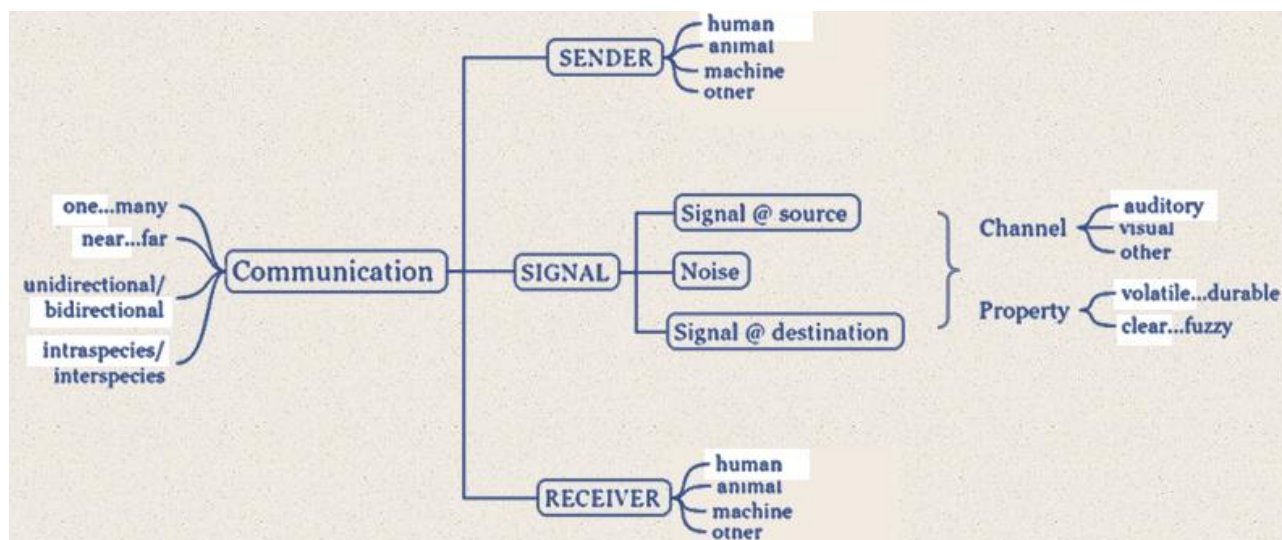 human
animal
SENDER
machine
other
one...many
near...far
unidirectional/
bidirectional
intraspecies/
interspecies
Communication
SIGNAL
Signal @ source
Noise
Signal @ destination
Channel
auditory
visual
other
Property
volatile...durable
clear...fuzzy
human
animal
RECEIVER
machine
other